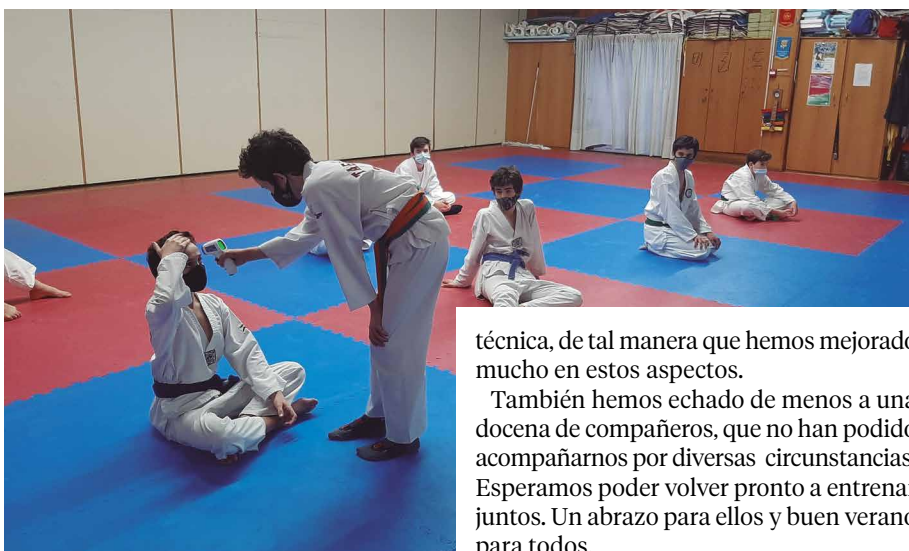 técnica, de tal manera que hemos mejorado
mucho en estos aspectos.
También hemos echado de menos a una
docena de compañeros, que no han podido
acompañarnos por diversas circunstancias
Esperamos poder volver pronto a entrenar
juntos. Un abrazo para ellos y buen verano
para todos